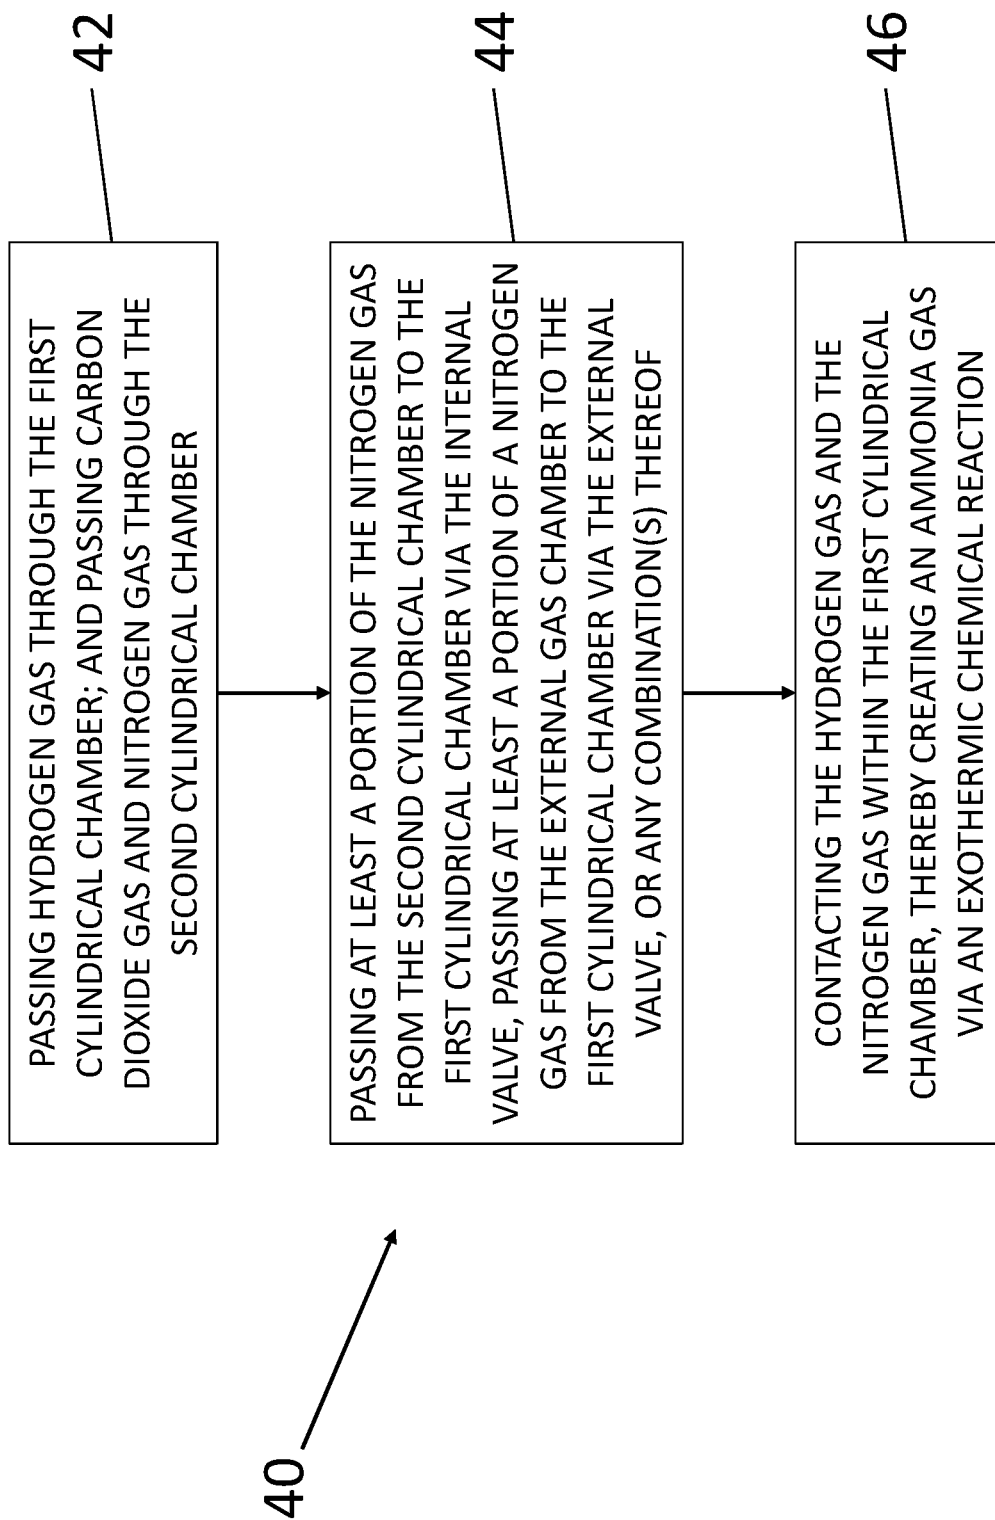 40
PASSING HYDROGEN GAS THROUGH THE FIRST
CYLINDRICAL CHAMBER; AND PASSING CARBON
DIOXIDE GAS AND NITROGEN GAS THROUGH THE
SECOND CYLINDRICAL CHAMBER
42
PASSING AT LEAST A PORTION OF THE NITROGEN GAS
FROM THE SECOND CYLINDRICAL CHAMBER TO THE
FIRST CYLINDRICAL CHAMBER VIA THE INTERNAL
VALVE, PASSING AT LEAST A PORTION OF A NITROGEN
GAS FROM THE EXTERNAL GAS CHAMBER TO THE
FIRST CYLINDRICAL CHAMBER VIA THE EXTERNAL
VALVE, OR ANY COMBINATION(S) THEREOF
44
CONTACTING THE HYDROGEN GAS AND THE
NITROGEN GAS WITHIN THE FIRST CYLINDRICAL
CHAMBER, THEREBY CREATING AN AMMONIA GAS
VIA AN EXOTHERMIC CHEMICAL REACTION
46